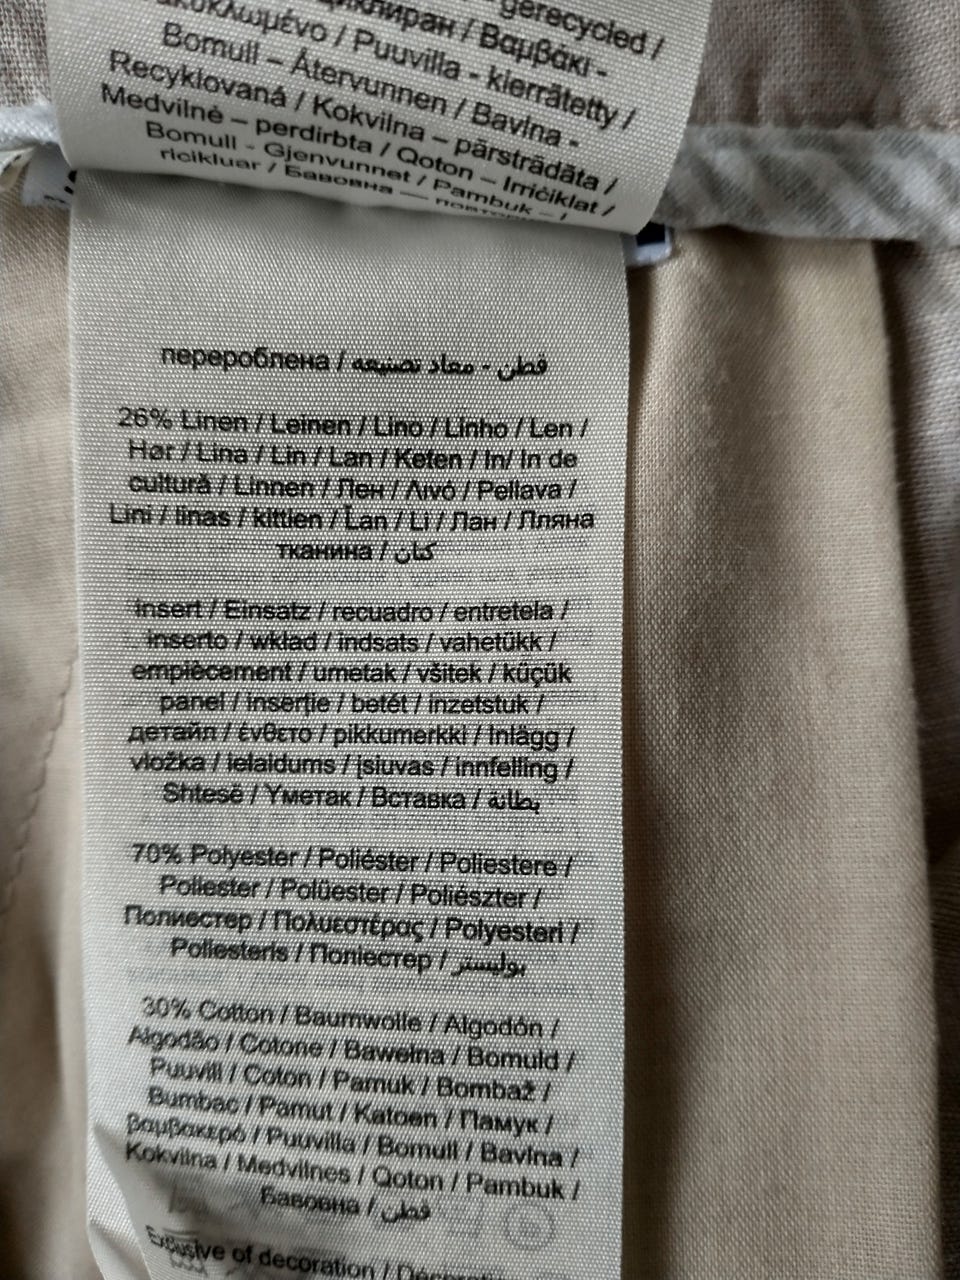 gerecycled /
/ Βαμβάκι -
/ Puuvilla - kierrätetty /
Bomull – Återvunnen / Bavlna -
Recyklovaná / Kokvilna – pārstrādāta /
Medvilnė – perdirbta / Qoton – Irriċiklat /
Bomull - Gjenvunnet / Pambuk – /
ricikluar / Бавовна —
перероблена / قطن - معاد تصنيعه
26% Linen / Leinen / Lino / Linho / Len /
Hør / Lina / Lin / Lan / Keten / In/ In de
cultură / Linnen / Лен / Λινό / Pellava /
Lini / linas / kittien / Ľan / Li / Лан / Лляна
тканина / كتان
insert / Einsatz / recuadro / entretela /
inserto / wkład / indsats / vahetükk /
empiècement / umetak / všitek / küçük
panel / inserţie / betét / inzetstuk /
детайл / ένθετο / pikkumerkki / Inlägg /
vložka / ielaidums / įsiuvas / innfelling /
Shtesë / Уметак / Вставка / بطانة
70% Polyester / Poliéster / Poliestere /
Poliester / Polüester / Poliészter /
Полиестер / Πολυεστέρας / Polyesteri /
Poliesteris / Поліестер / بوليستر
30% Cotton / Baumwolle / Algodón /
Algodão / Cotone / Bawełna / Bomuld /
Puuvill / Coton / Pamuk / Bombaž /
Bumbac / Pamut / Katoen / Памук /
βαμβακερό / Puuvilla / Bomull / Bavlna /
Kokvilna / Medvilnes / Qoton / Pambuk /
Бавовна / قطن
Exclusive of decoration /